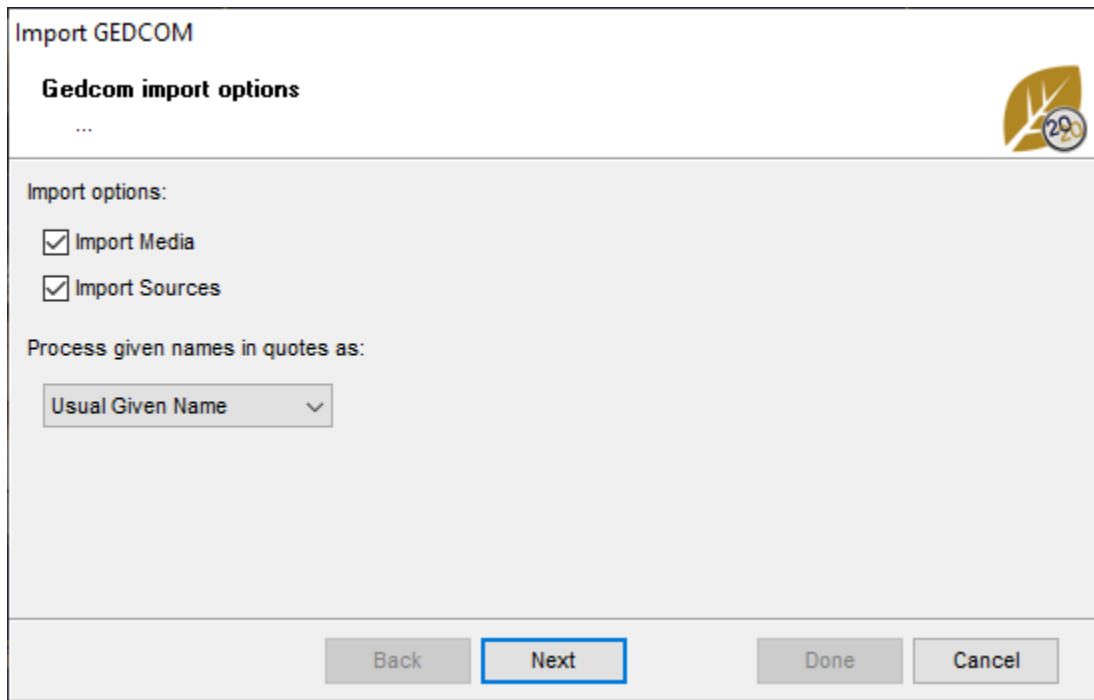 Import GEDCOM
Gedcom import options
...
2020
Import options:
Import Media
Import Sources
Process given names in quotes as:
Usual Given Name
Back Next Done Cancel